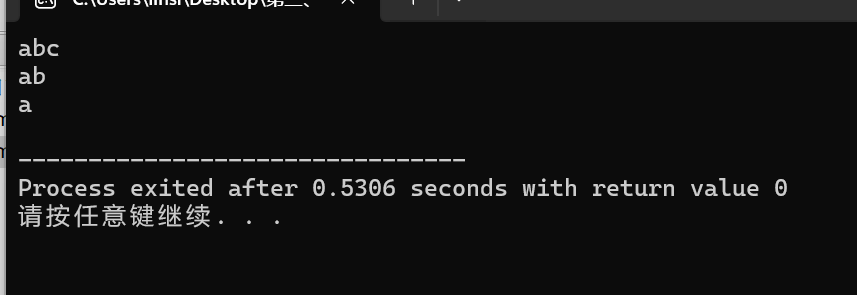 abc
ab
a
--------------------------------
Process exited after 0.5306 seconds with return value 0
请按任意键继续. . .